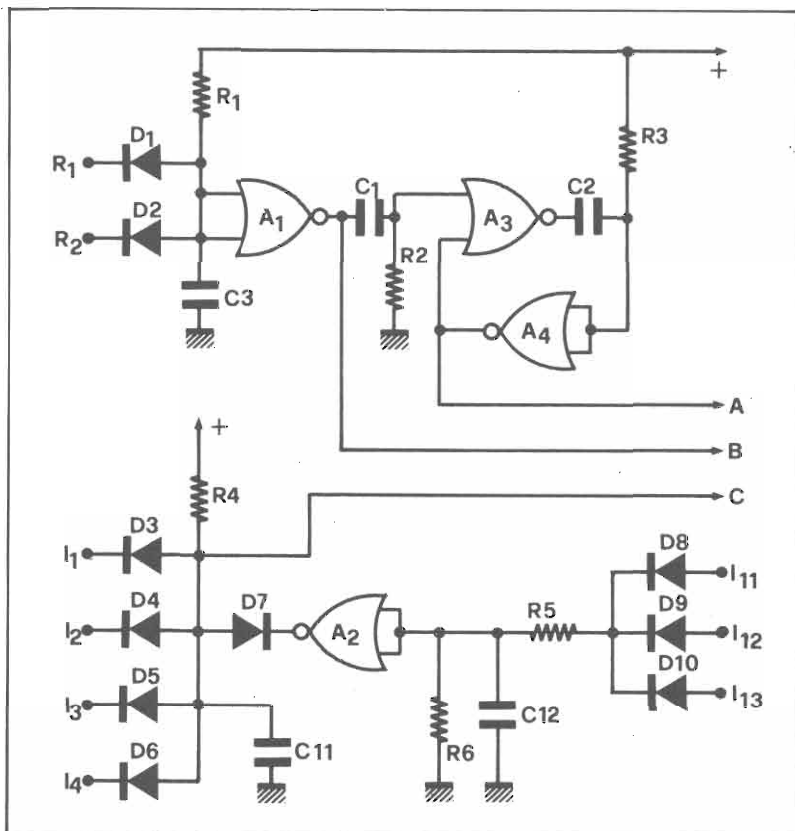 +
R1
R3
D1
R1
C1
C2
A1
A3
D2
R2
R2
C3
A4
A
B
+
R4
C
D3
D8
I1
I11
D4
D7
R5
D9
I2
A2
I12
D5
D10
I3
C12
I13
D6
C11
R6
I4